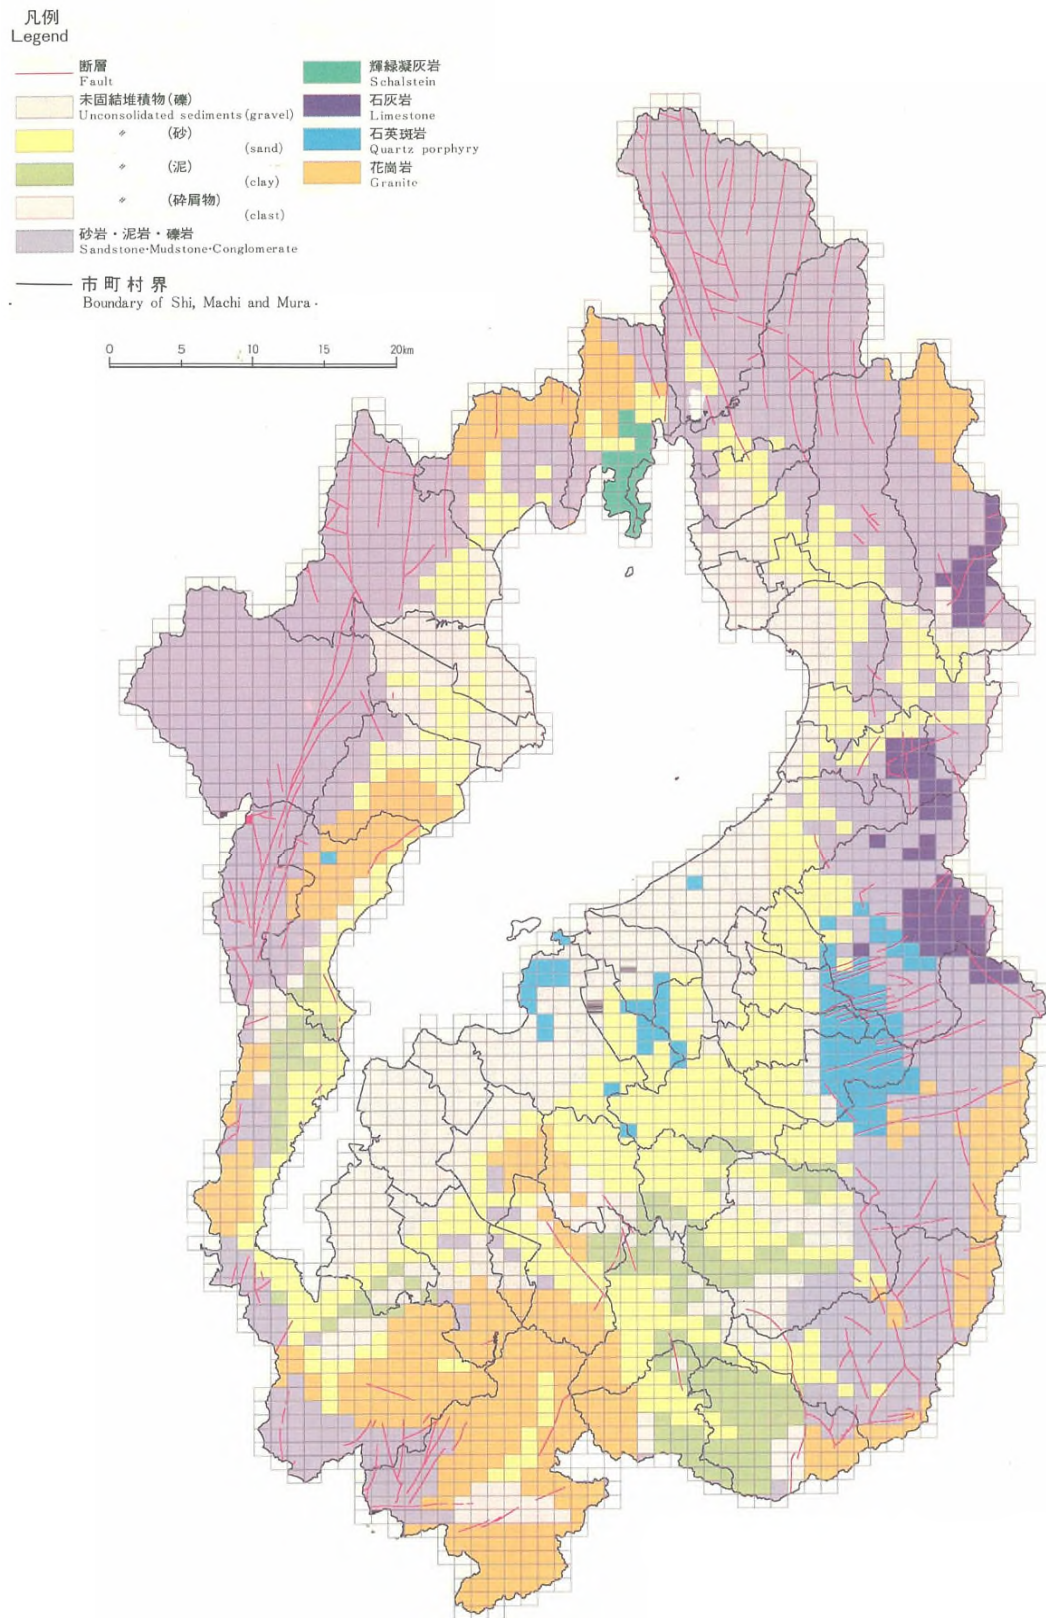 凡例
Legend
断層
Fault
未固結堆積物(礫)
Unconsolidated sediments (gravel)
〃 (砂)
(sand)
〃 (泥)
(clay)
〃 (砕屑物)
(clast)
砂岩・泥岩・礫岩
Sandstone·Mudstone·Conglomerate
市町村界
Boundary of Shi, Machi and Mura
輝緑凝灰岩
Schalstein
石灰岩
Limestone
石英斑岩
Quartz porphyry
花崗岩
Granite
0 5 10 15 20km